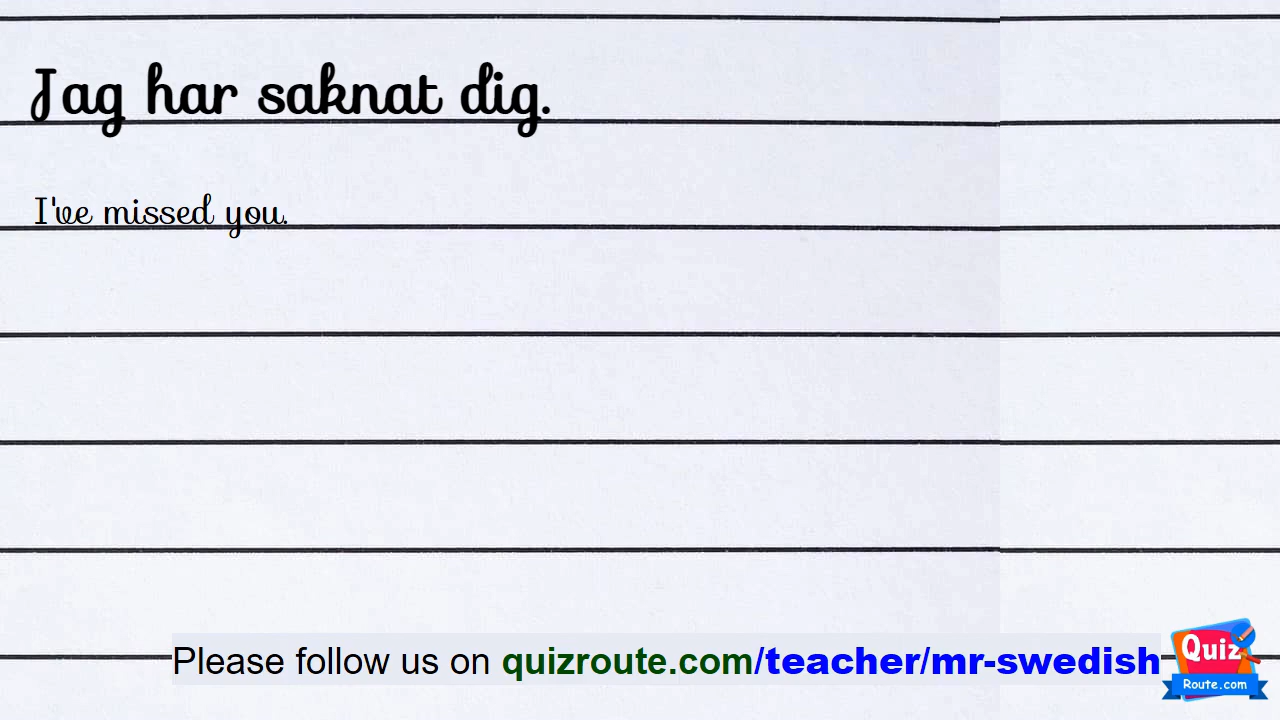 Jag har saknat dig.
I've missed you.
Please follow us on quizroute.com/teacher/mr-swedish
Quiz
Route.com